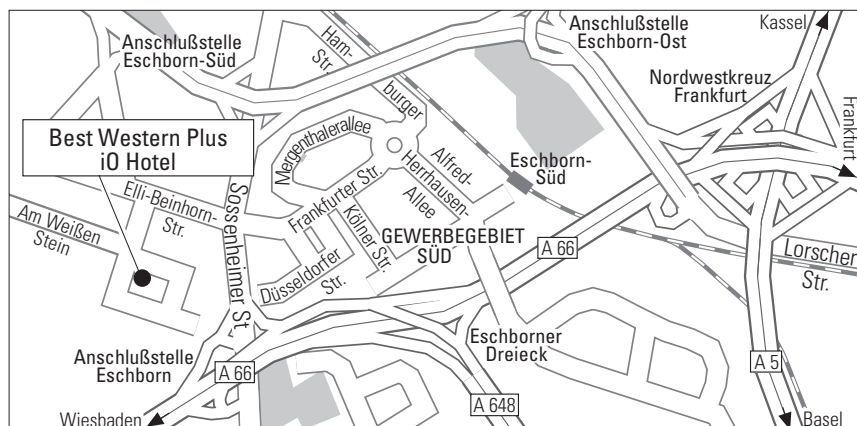 Anschlußstelle
Eschborn-Süd
Ham-
burger
Str.
Anschlußstelle
Eschborn-Ost
Kassel
Nordwestkreuz
Frankfurt
Frankfurt
Best Western Plus
iO Hotel
Mergenthalerallee
Alfred-
Herrhausen-
Allee
Eschborn-
Süd
Elli-Beinhorn-
Str.
Sossenheimer St.
Frankfurter Str.
Kölner Str.
Am Weißen
Stein
GEWERBEGEBIET
SÜD
A 66
Lorscher
Str.
Düsseldorfer
Str.
Eschborner
Dreieck
Anschlußstelle
Eschborn
A 66
A 5
A 648
Wiesbaden
Basel